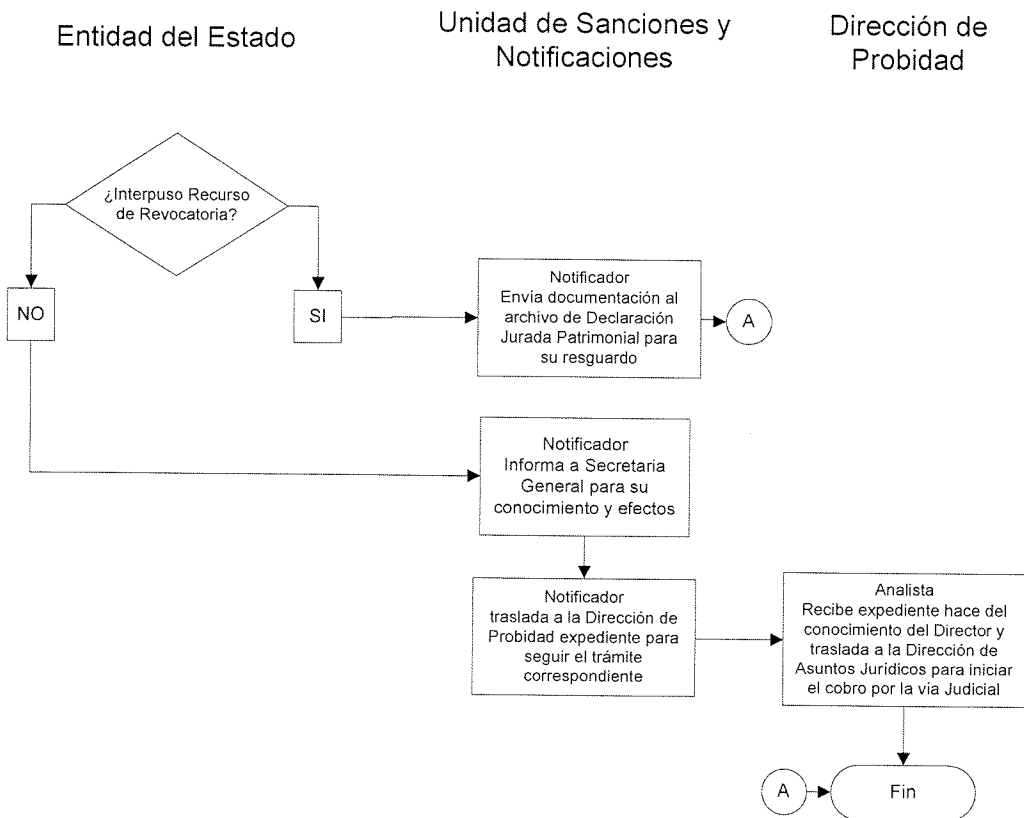 Entidad del Estado
Unidad de Sanciones y
Notificaciones
Dirección de
Probidad
¿Interpuso Recurso
de Revocatoria?
NO
SI
Notificador
Envía documentación al
archivo de Declaración
Jurada Patrimonial para
su resguardo
A
Notificador
Informa a Secretaria
General para su
conocimiento y efectos
Notificador
traslada a la Dirección de
Probidad expediente para
seguir el trámite
correspondiente
Analista
Recibe expediente hace del
conocimiento del Director y
traslada a la Dirección de
Asuntos Jurídicos para iniciar
el cobro por la vía Judicial
A
Fin